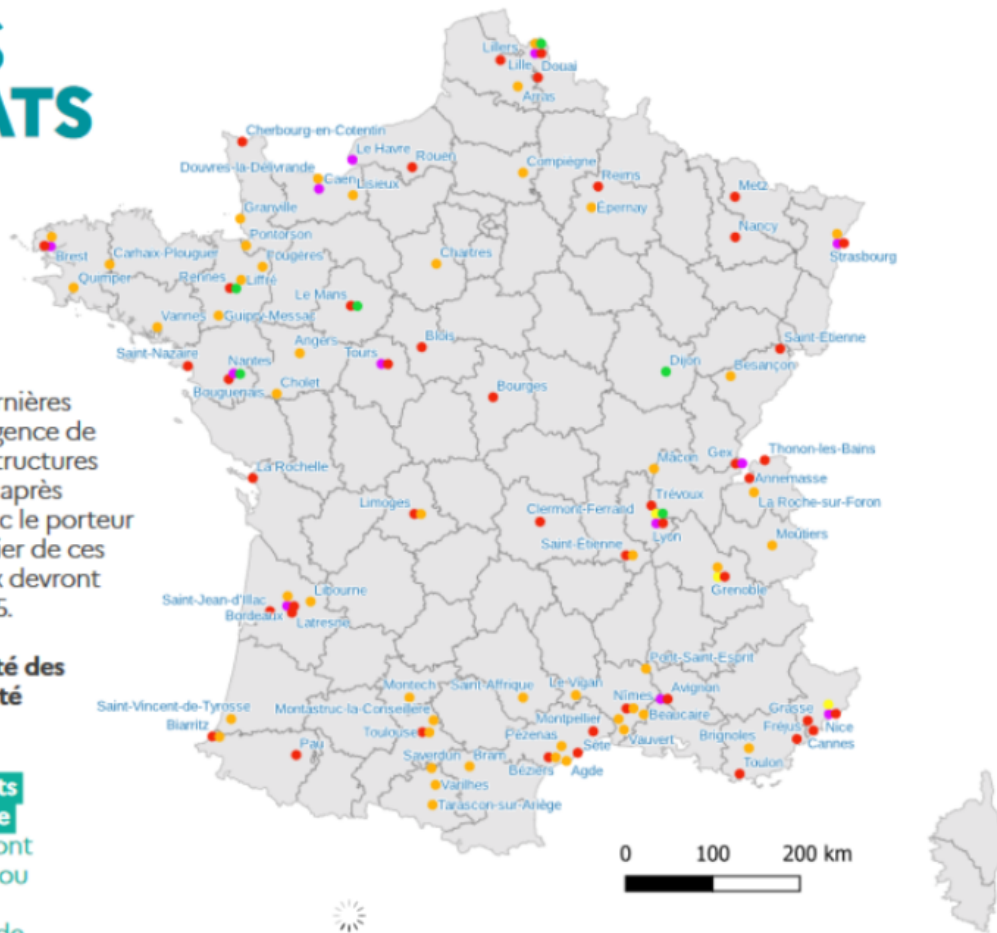 S
ATS
rnières
gence de
tructures
après
c le porteur
ier de ces
x devront
5.
té des
té
ts
e
ont
ou
de
Lillers
Lille
Douai
Arras
Cherbourg-en-Cotentin
Le Havre
Rouen
Douvres-la-Délivrande
Caen
Lisieux
Compiègne
Reims
Épernay
Metz
Nancy
Strasbourg
Granville
Pontorson
Brest
Carhaix-Plouguer
Fougères
Chartres
Quimper
Rennes
Liffré
Le Mans
Vannes
Guipry-Messac
Angers
Tours
Blois
Saint-Étienne
Saint-Nazaire
Nantes
Dijon
Besançon
Bouguenais
Cholet
Bourges
La Rochelle
Mâcon
Gex
Thonon-les-Bains
Annemasse
Limoges
Clermont-Ferrand
Trévoux
La Roche-sur-Foron
Lyon
Saint-Étienne
Moûtiers
Grenoble
Saint-Jean-d'Illac
Libourne
Bordeaux
Latresne
Pont-Saint-Esprit
Saint-Vincent-de-Tyrosse
Montech
Saint-Affrique
Le-Vigan
Nîmes
Avignon
Biarritz
Montastruc-la-Conseillère
Montpellier
Beaucaire
Grasse
Toulouse
Pézenas
Vauvert
Brignoles
Fréjus
Nice
Pau
Saverdun
Bram
Sète
Cannes
Béziers
Agde
Toulon
Varilhes
Tarascon-sur-Ariège
0 100 200 km